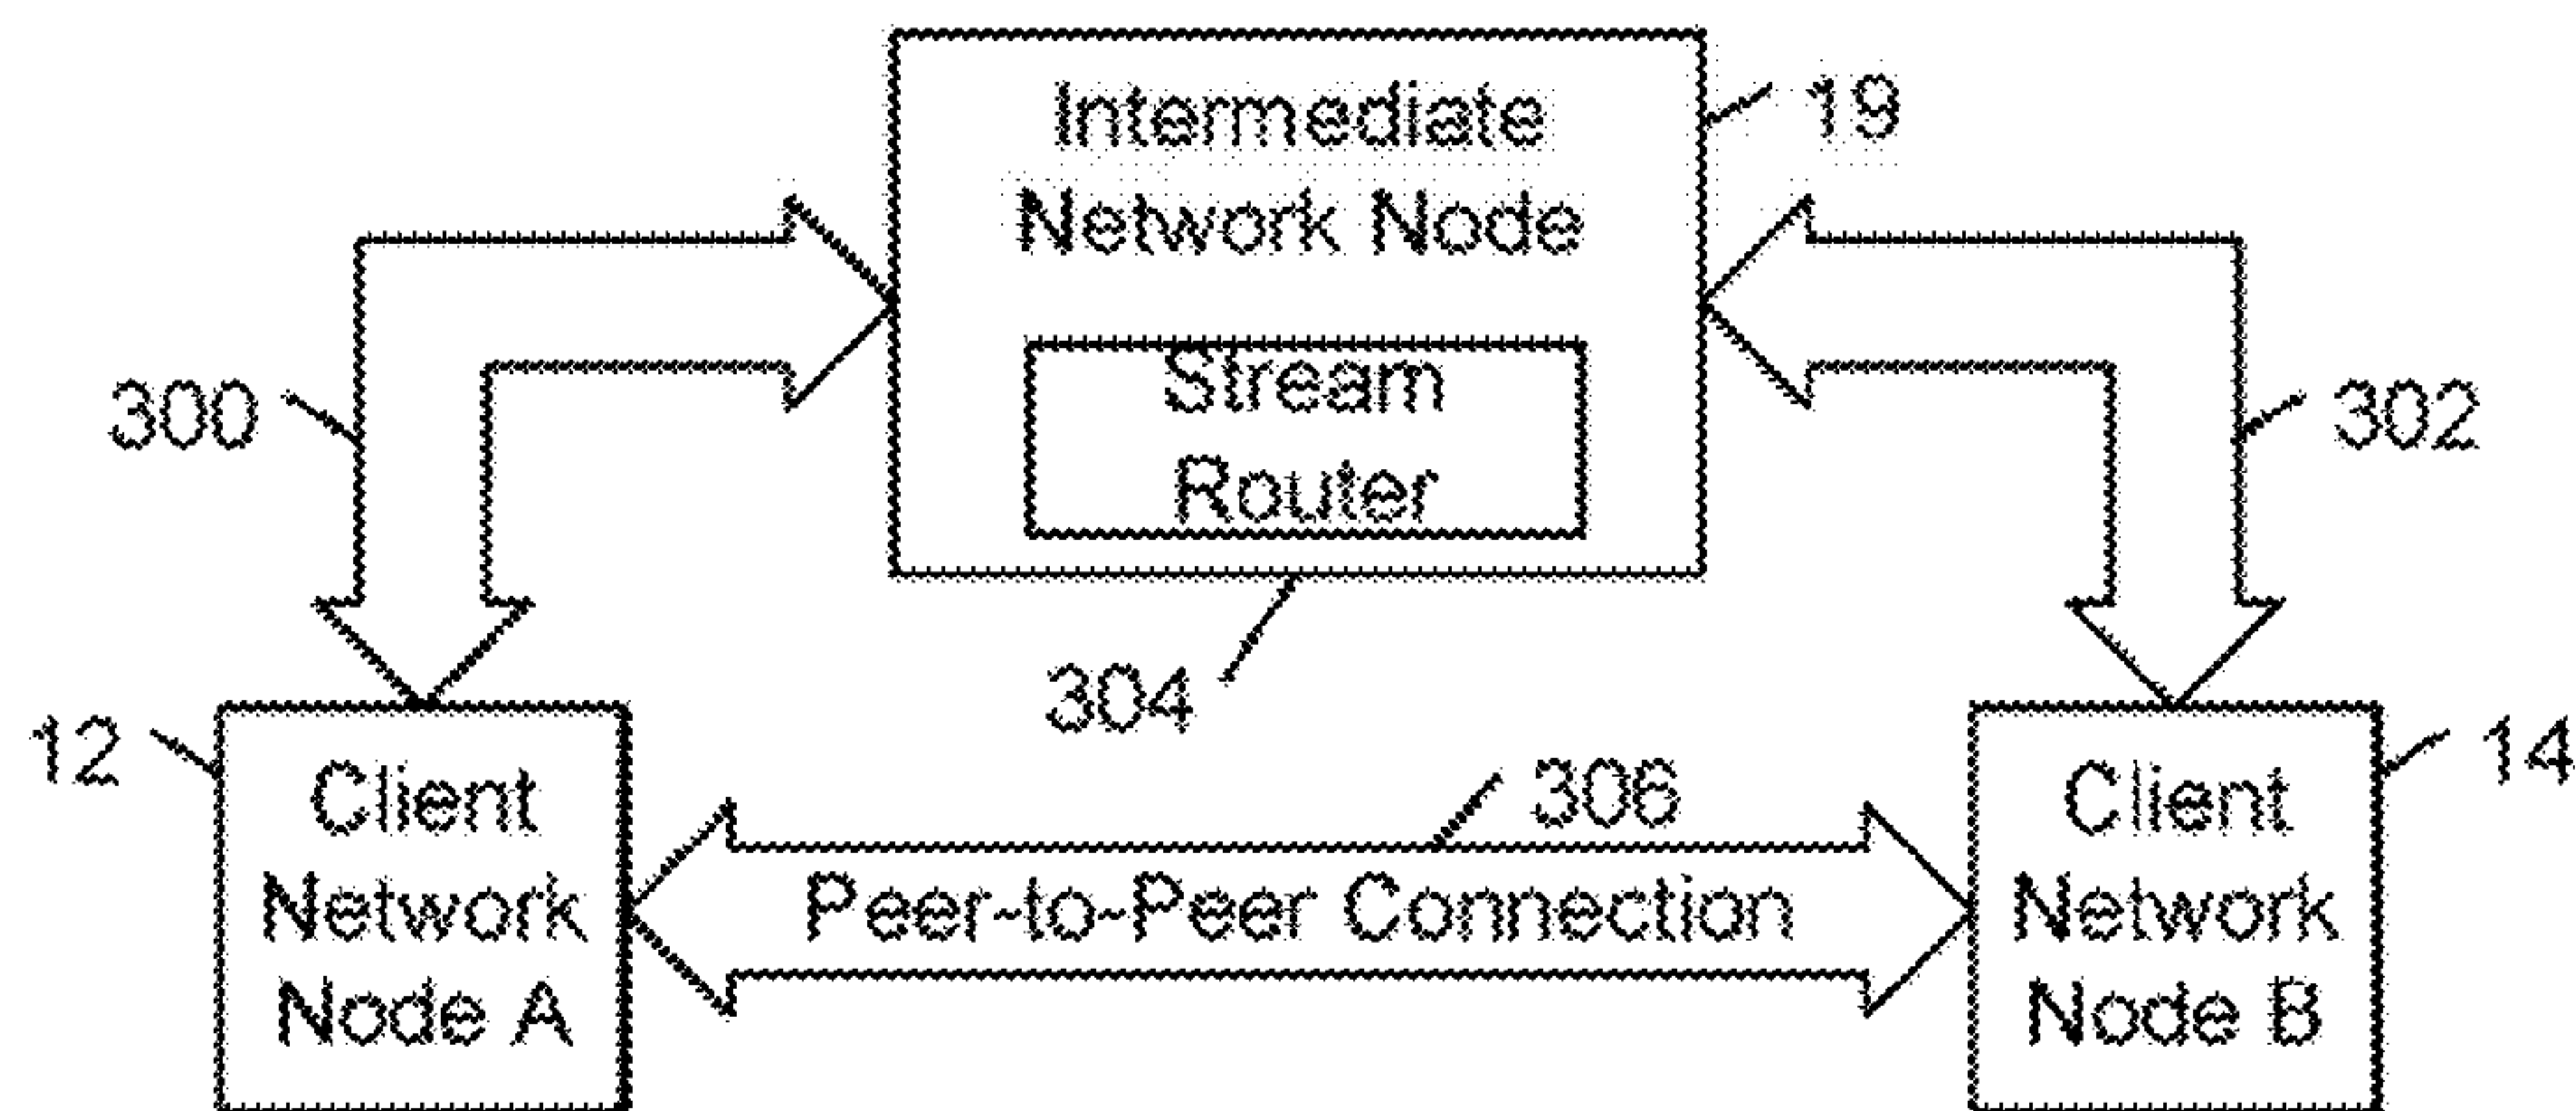 Intermediate
Network Node
19
Stream
Router
300
302
304
12
Client
Network
Node A
306
Peer-to-Peer Connection
14
Client
Network
Node B